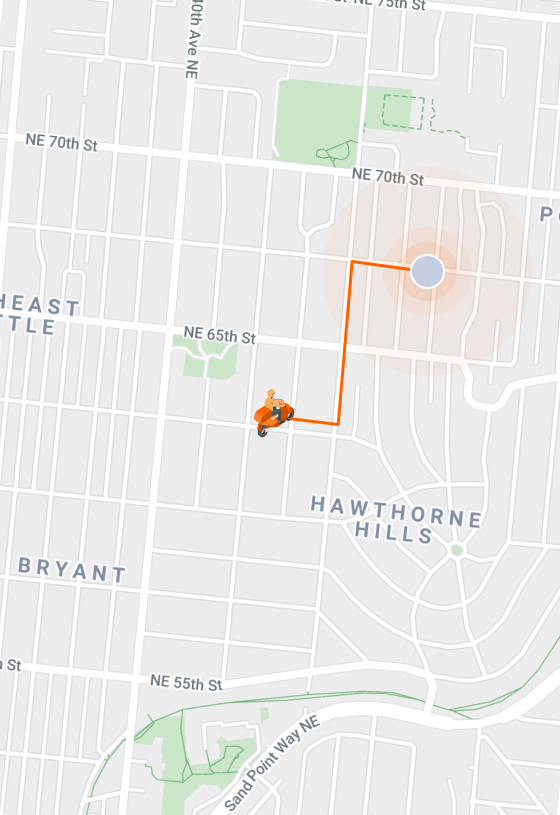 NE 75th St
40th Ave NE
NE 70th St
NE 70th St
HEAST
TTLE
NE 65th St
HAWTHORNE
HILLS
BRYANT
St
NE 55th St
Sand Point Way NE